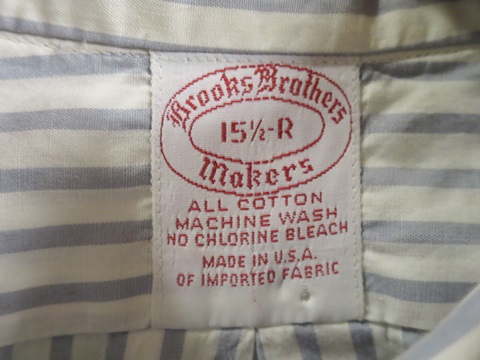 Brooks Brothers
15½-R
Makers
ALL COTTON
MACHINE WASH
NO CHLORINE BLEACH
MADE IN U.S.A.
OF IMPORTED FABRIC